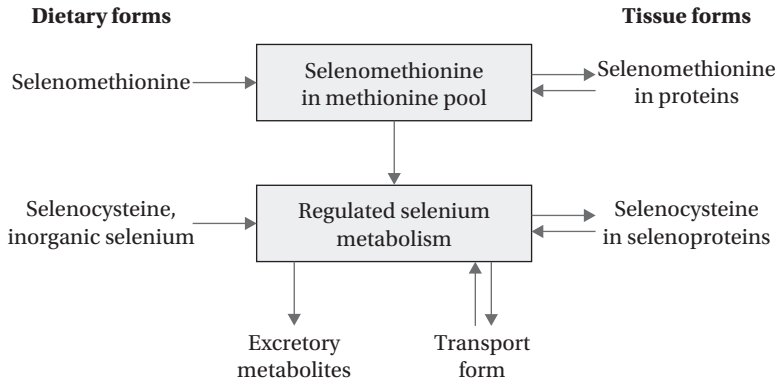 Dietary forms
Tissue forms
Selenomethionine
Selenomethionine
in methionine pool
Selenomethionine
in proteins
Selenocysteine,
inorganic selenium
Regulated selenium
metabolism
Selenocysteine
in selenoproteins
Excretory
metabolites
Transport
form